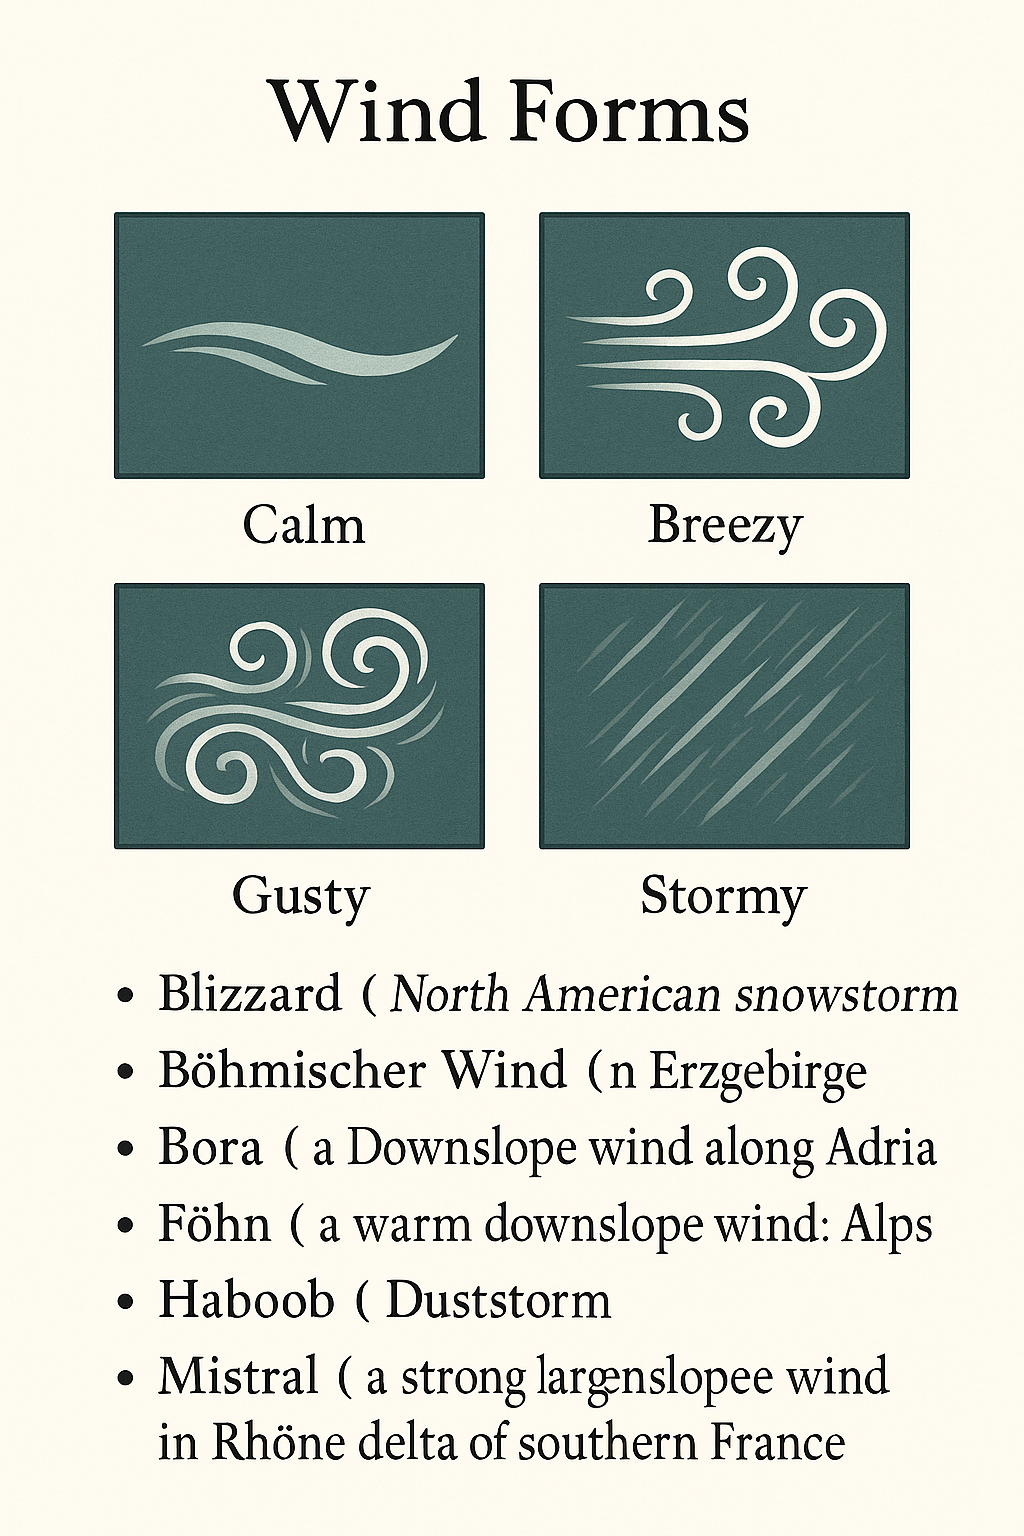 Wind Forms
Calm
Breezy
Gusty
Stormy
• Blizzard ( North American snowstorm
• Böhmischer Wind (n Erzgebirge
• Bora ( a Downslope wind along Adria
• Föhn ( a warm downslope wind: Alps
• Haboob ( Duststorm
• Mistral ( a strong largenslopee wind
in Rhöne delta of southern France